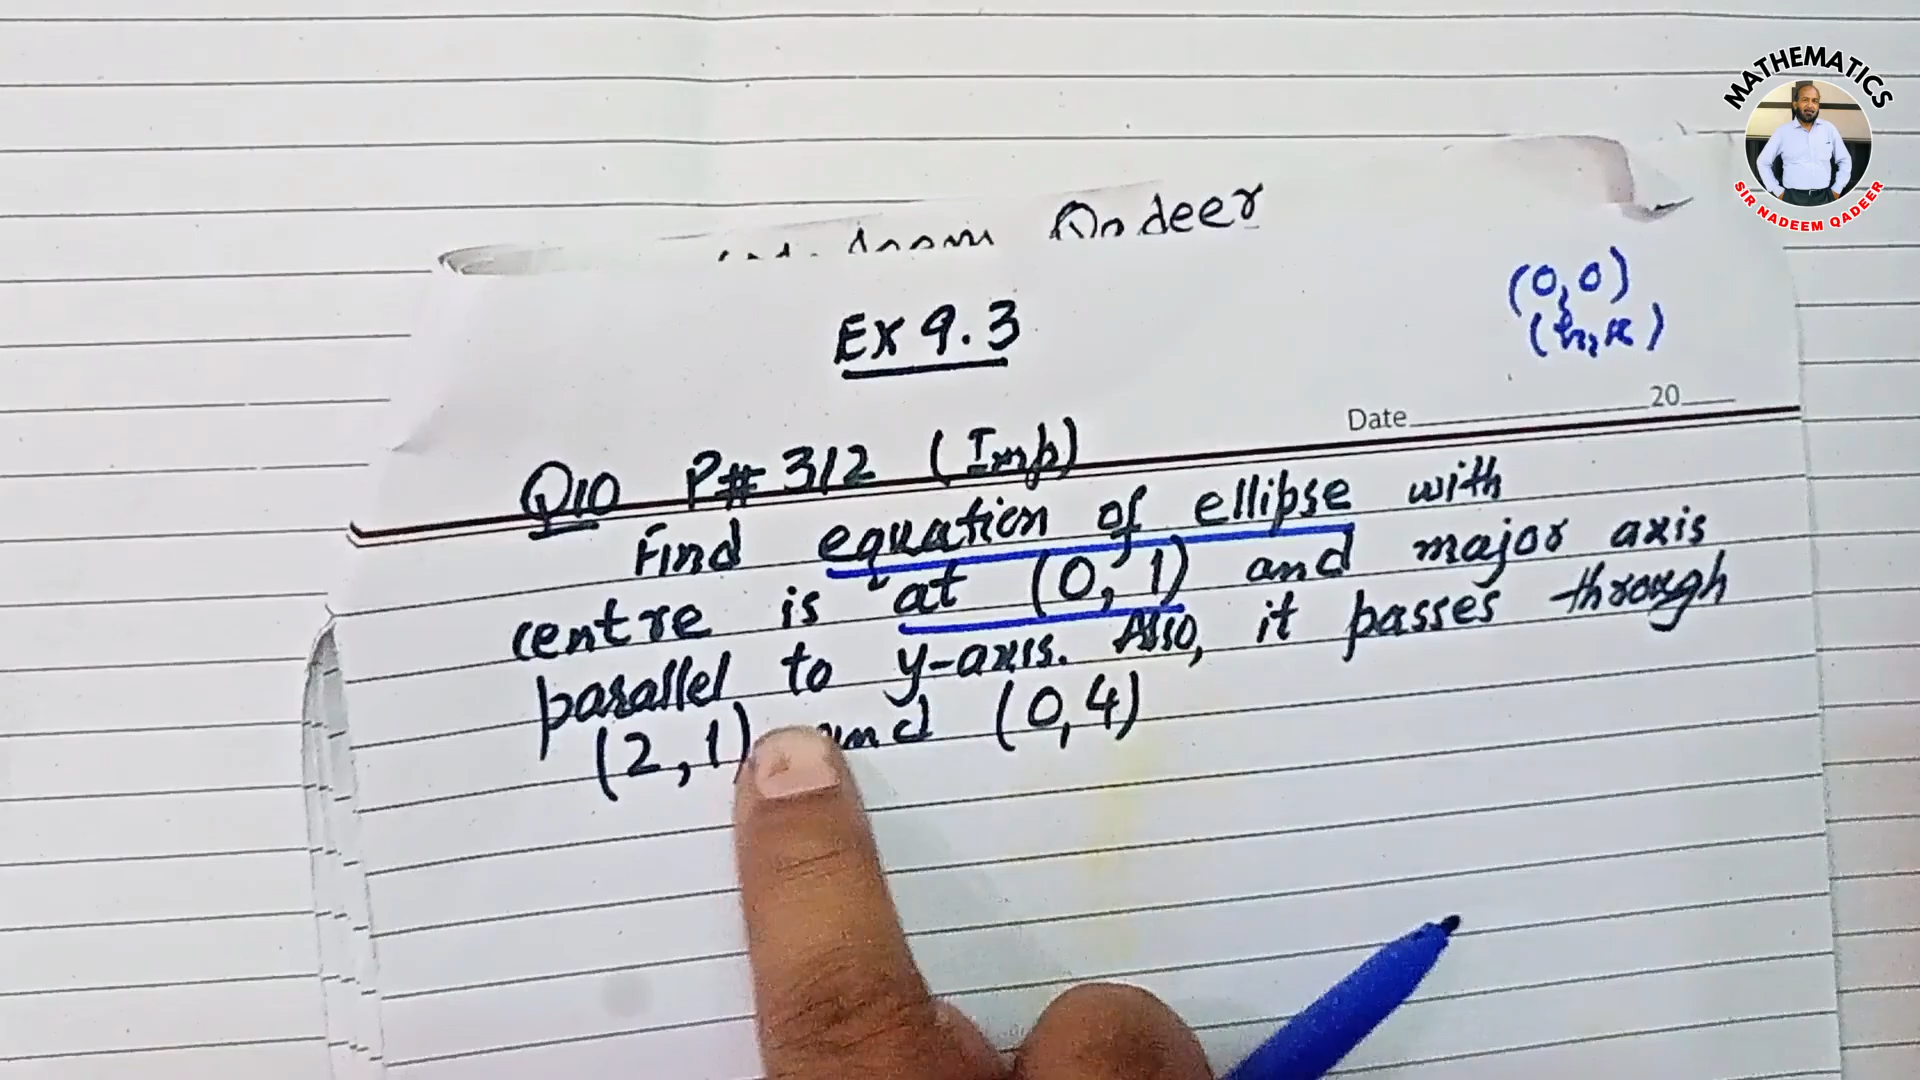 MATHEMATICS
SIR NADEEM QADEER
Qadeer
(0,0)
(h,k)
Ex 9.3
Date 20
Q10 P# 312 (Imp)
Find equation of ellipse with
centre is at (0,1) and major axis
parallel to y-axis. Also, it passes through
(2,1) and (0,4)